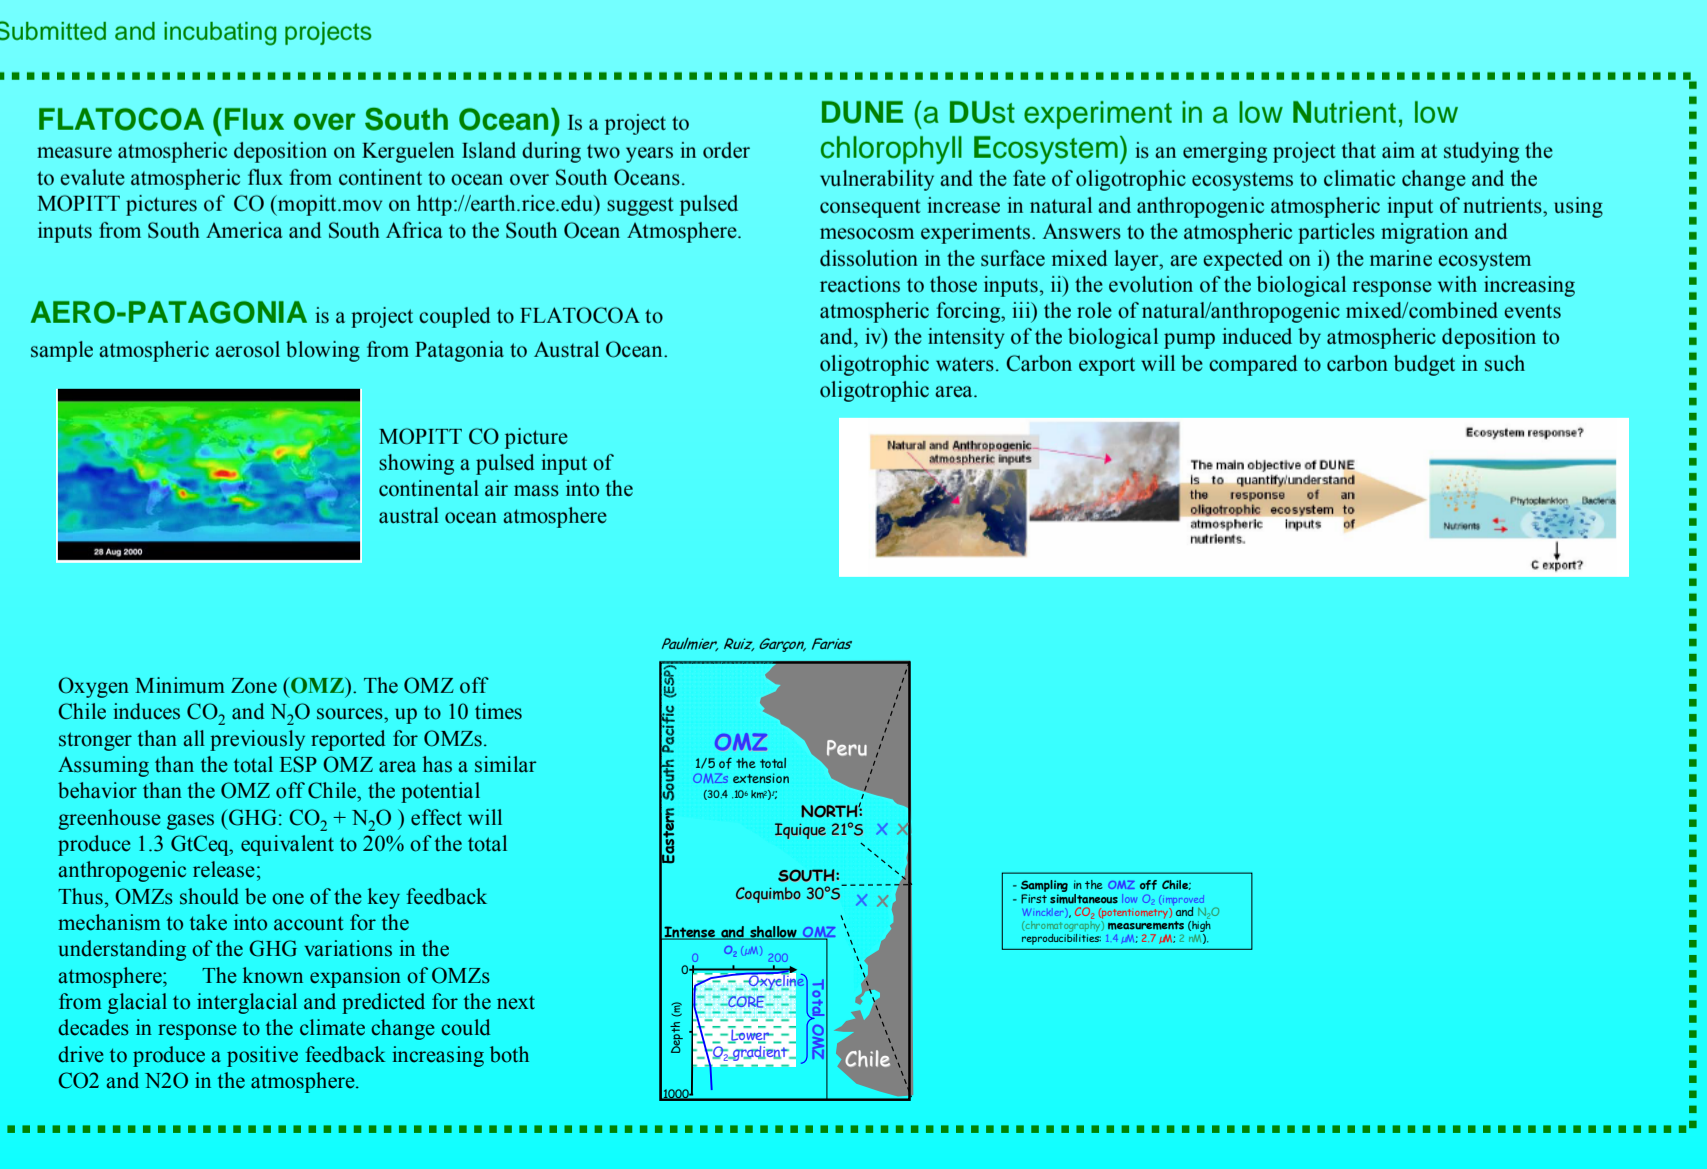 Submitted and incubating projects
FLATOCOA (Flux over South Ocean) Is a project to
measure atmospheric deposition on Kerguelen Island during two years in order
to evalute atmospheric flux from continent to ocean over South Oceans.
MOPITT pictures of CO (mopitt.mov on http://earth.rice.edu) suggest pulsed
inputs from South America and South Africa to the South Ocean Atmosphere.
AERO-PATAGONIA is a project coupled to FLATOCOA to
sample atmospheric aerosol blowing from Patagonia to Austral Ocean.
28 Aug 2000
MOPITT CO picture
showing a pulsed input of
continental air mass into the
austral ocean atmosphere
DUNE (a DUst experiment in a low Nutrient, low
chlorophyll Ecosystem) is an emerging project that aim at studying the
vulnerability and the fate of oligotrophic ecosystems to climatic change and the
consequent increase in natural and anthropogenic atmospheric input of nutrients, using
mesocosm experiments. Answers to the atmospheric particles migration and
dissolution in the surface mixed layer, are expected on i) the marine ecosystem
reactions to those inputs, ii) the evolution of the biological response with increasing
atmospheric forcing, iii) the role of natural/anthropogenic mixed/combined events
and, iv) the intensity of the biological pump induced by atmospheric deposition to
oligotrophic waters. Carbon export will be compared to carbon budget in such
oligotrophic area.
Natural and Anthropogenic
atmospheric inputs
The main objective of DUNE
is to quantify/understand
the response of an
oligotrophic ecosystem to
atmospheric inputs of
nutrients.
Ecosystem response?
Phytoplankton Bacteria
Nutrients
C export?
Oxygen Minimum Zone (OMZ). The OMZ off
Chile induces CO₂ and N₂O sources, up to 10 times
stronger than all previously reported for OMZs.
Assuming than the total ESP OMZ area has a similar
behavior than the OMZ off Chile, the potential
greenhouse gases (GHG: CO₂ + N₂O ) effect will
produce 1.3 GtCeq, equivalent to 20% of the total
anthropogenic release;
Thus, OMZs should be one of the key feedback
mechanism to take into account for the
understanding of the GHG variations in the
atmosphere; The known expansion of OMZs
from glacial to interglacial and predicted for the next
decades in response to the climate change could
drive to produce a positive feedback increasing both
CO2 and N2O in the atmosphere.
Paulmier, Ruiz, Garçon, Farias
Eastern South Pacific (ESP)
OMZ
1/5 of the total
OMZs extension
(30.4 .10⁶ km²)²;
Peru
NORTH:
Iquique 21°S
SOUTH:
Coquimbo 30°S
Intense and shallow OMZ
O₂ (µM)
0 200
0
Oxycline
CORE
Lower
O₂ gradient
Total OMZ
Depth (m)
1000
Chile
- Sampling in the OMZ off Chile;
- First simultaneous low O₂ (improved
Winckler), CO₂ (potentiometry) and N₂O
(chromatography) measurements (high
reproducibilities: 1.4 µM; 2.7 µM; 2 nM).